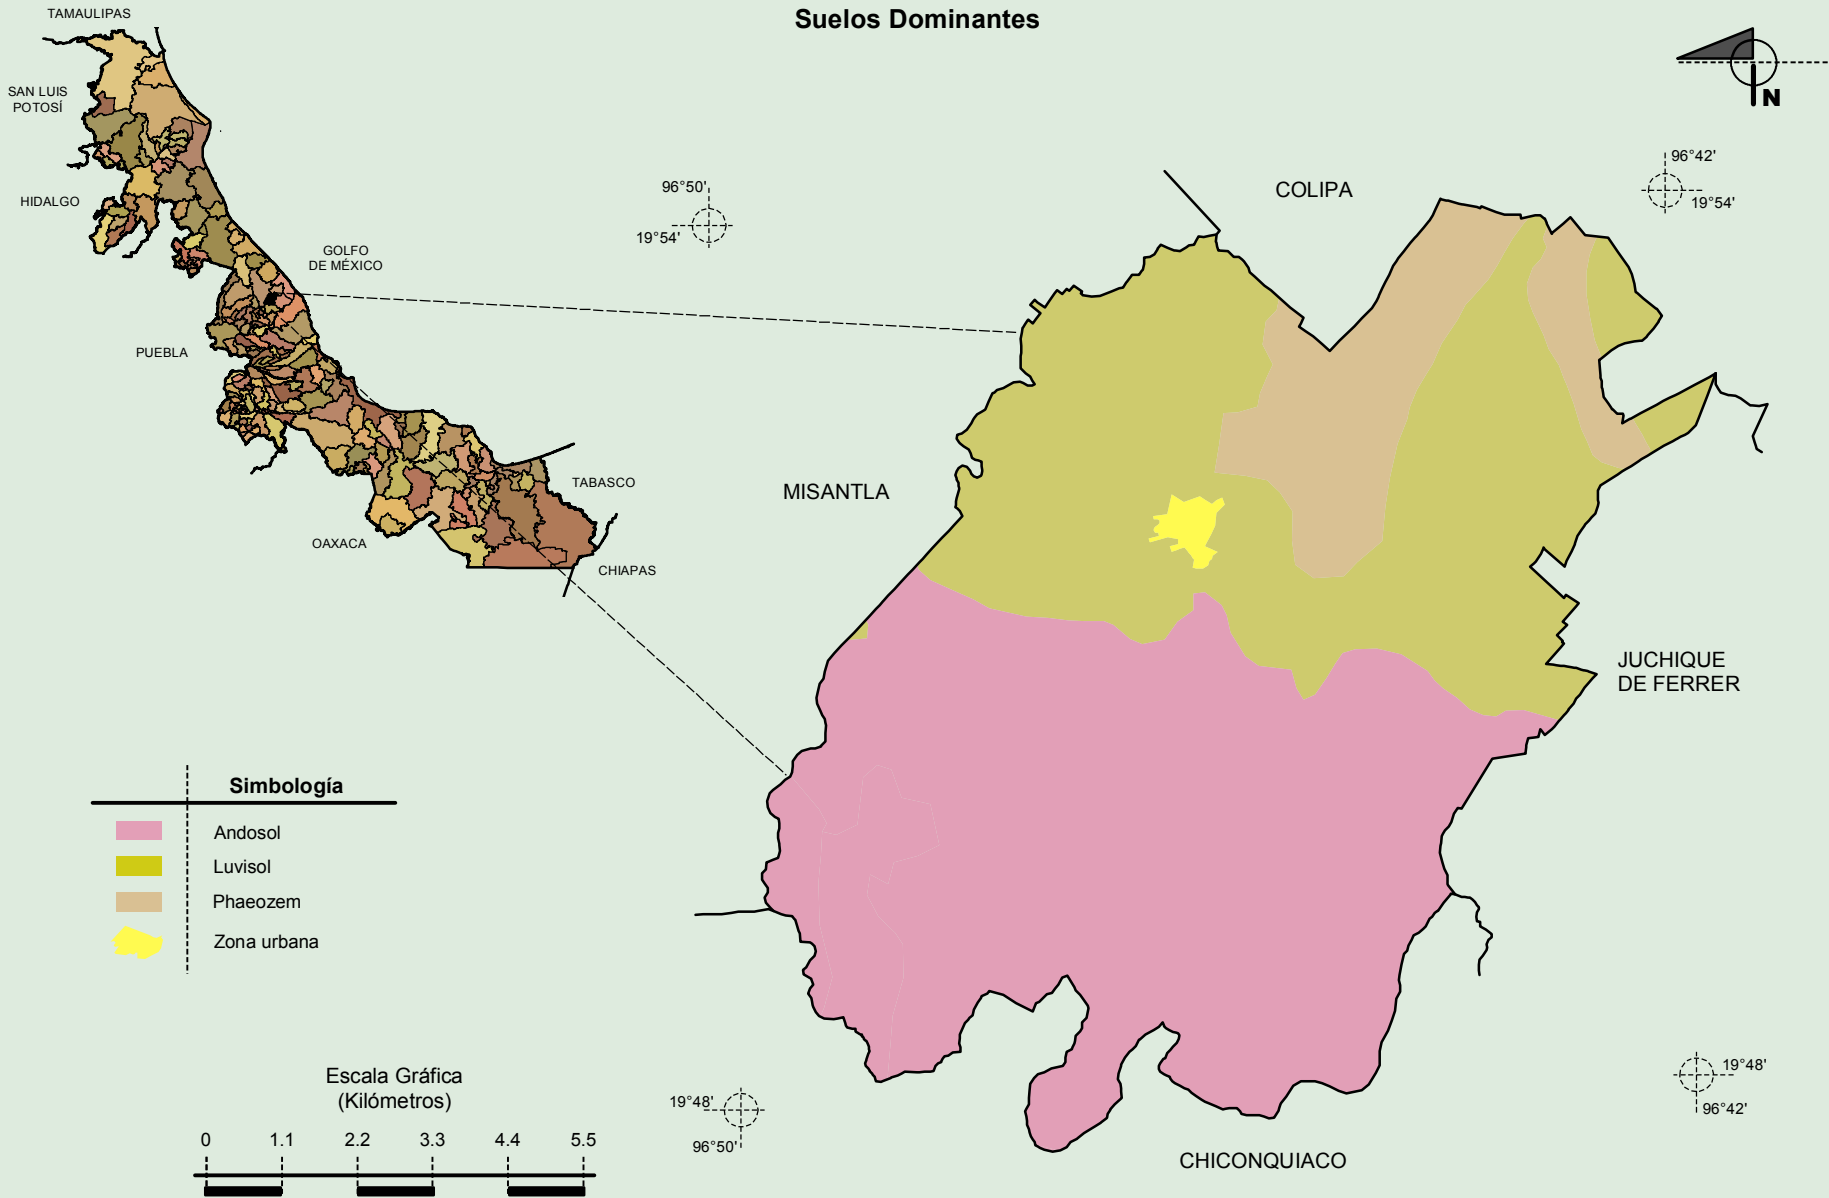 Suelos Dominantes
TAMAULIPAS
SAN LUIS
POTOSÍ
HIDALGO
GOLFO
DE MÉXICO
PUEBLA
TABASCO
OAXACA
CHIAPAS
N
96°50'
19°54'
96°42'
19°54'
COLIPA
MISANTLA
JUCHIQUE
DE FERRER
CHICONQUIACO
19°48'
96°50'
19°48'
96°42'
Simbología
Andosol
Luvisol
Phaeozem
Zona urbana
Escala Gráfica
(Kilómetros)
0 1.1 2.2 3.3 4.4 5.5